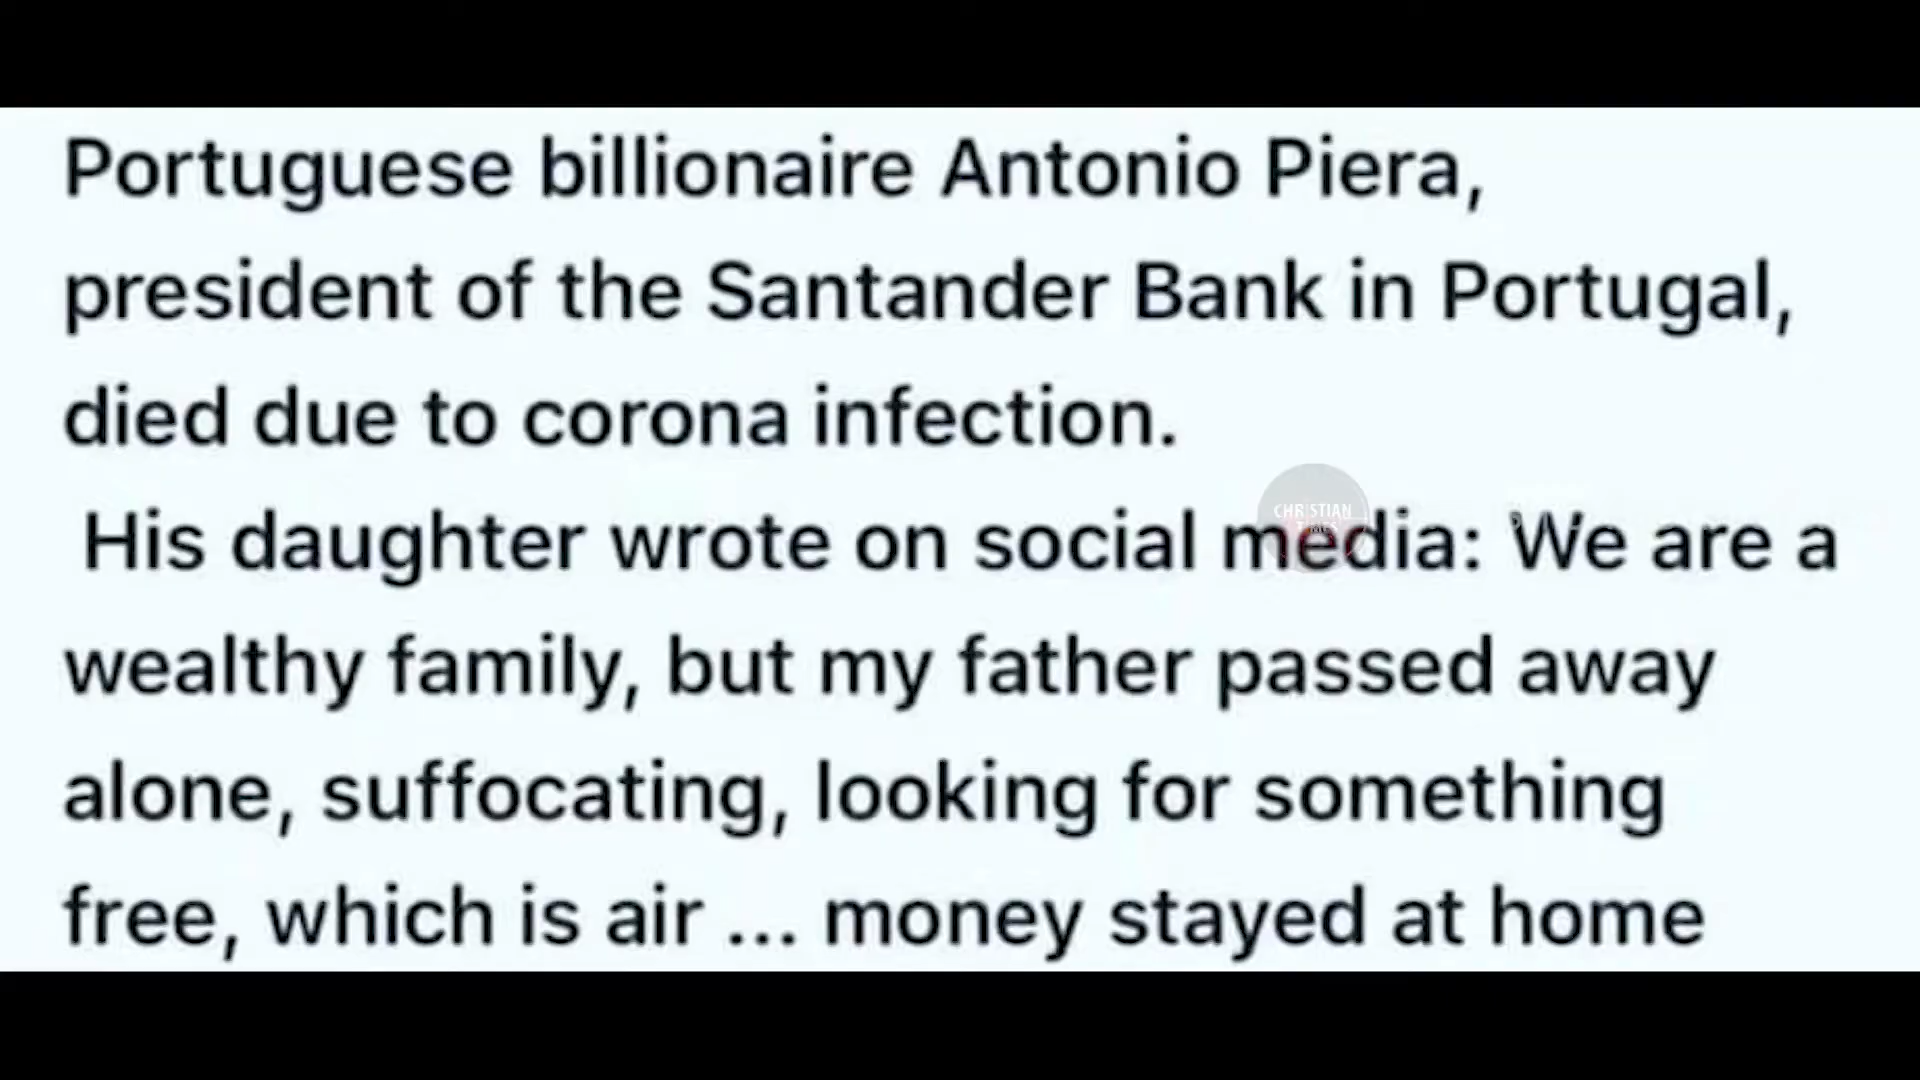 Portuguese billionaire Antonio Piera,
president of the Santander Bank in Portugal,
died due to corona infection.
CHRISTIAN
TIMES
His daughter wrote on social media: We are a
wealthy family, but my father passed away
alone, suffocating, looking for something
free, which is air ... money stayed at home